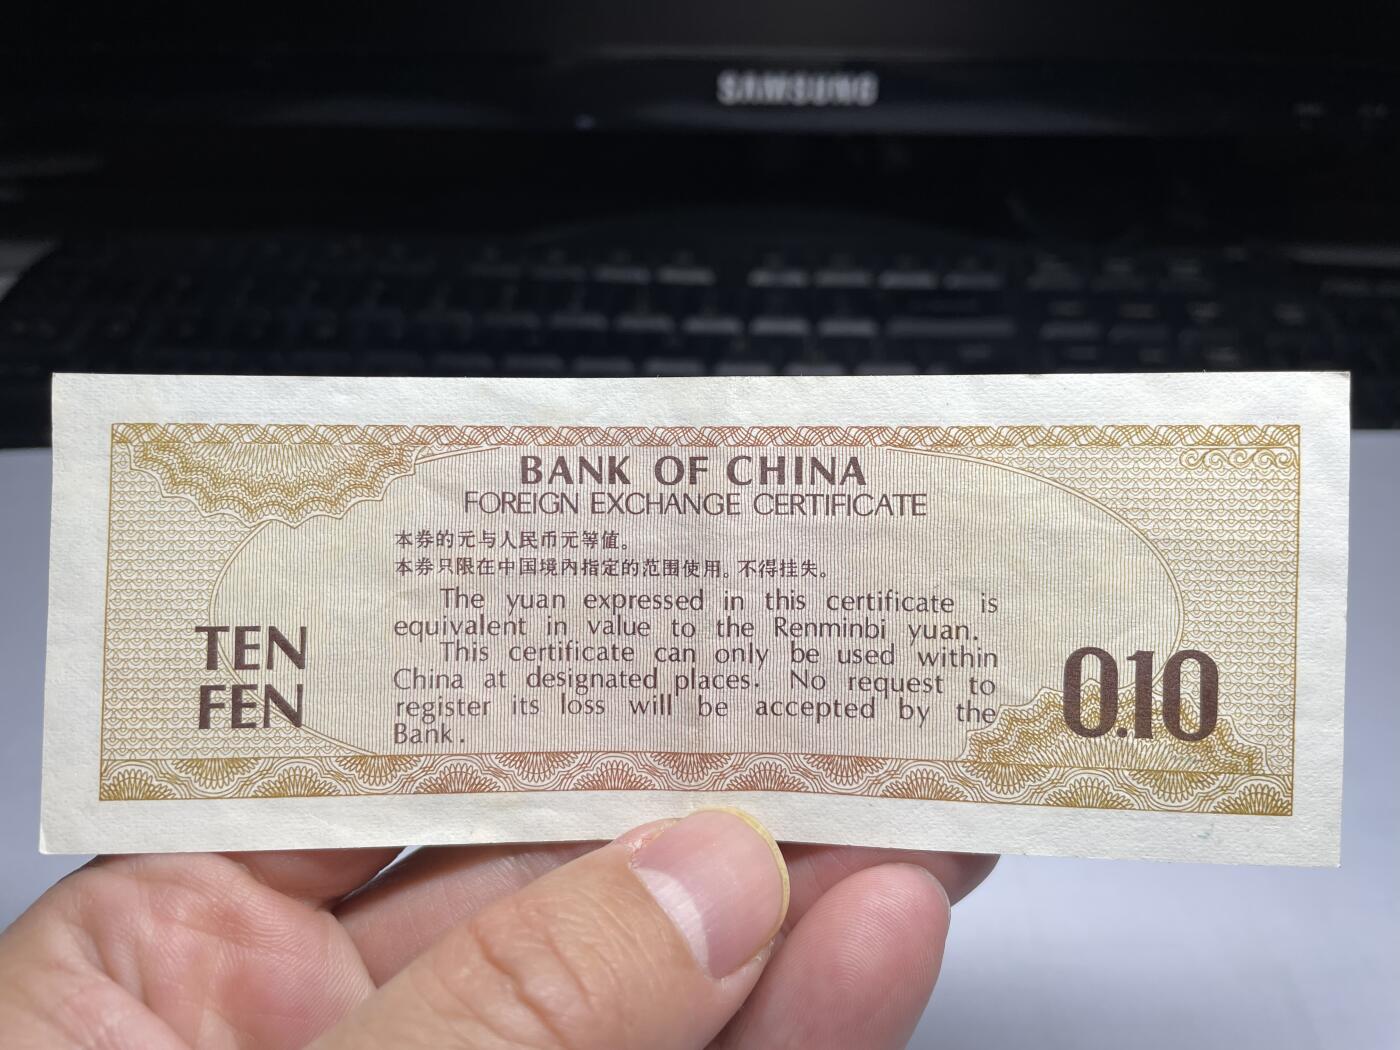 SAMSUNG
BANK OF CHINA
FOREIGN EXCHANGE CERTIFICATE
本券的元与人民币元等值。
本券只限在中国境内指定的范围使用。不得挂失。
The yuan expressed in this certificate is
equivalent in value to the Renminbi yuan.
This certificate can only be used within
China at designated places. No request to
register its loss will be accepted by the
Bank.
TEN
FEN
0.10